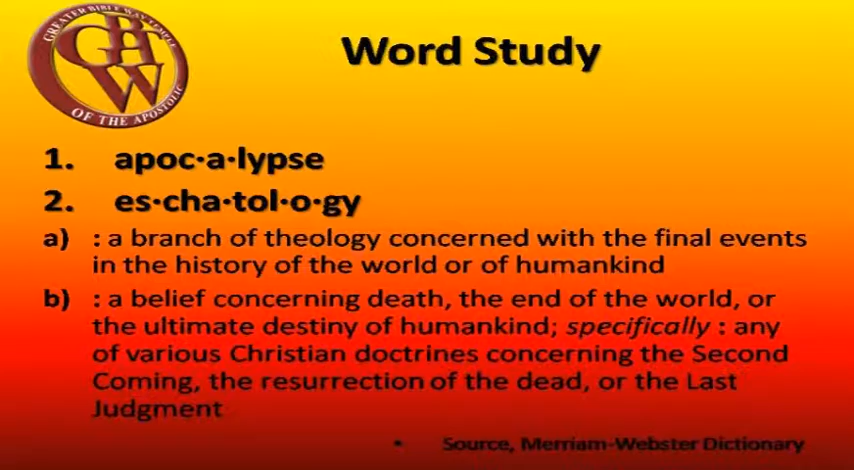 GREATER BIBLE WAY TEMPLE
GBW
OF THE APOSTOLIC
Word Study
1. apoc·a·lypse
2. es·cha·tol·o·gy
a) : a branch of theology concerned with the final events
in the history of the world or of humankind
b) : a belief concerning death, the end of the world, or
the ultimate destiny of humankind; specifically : any
of various Christian doctrines concerning the Second
Coming, the resurrection of the dead, or the Last
Judgment
• Source, Merriam-Webster Dictionary